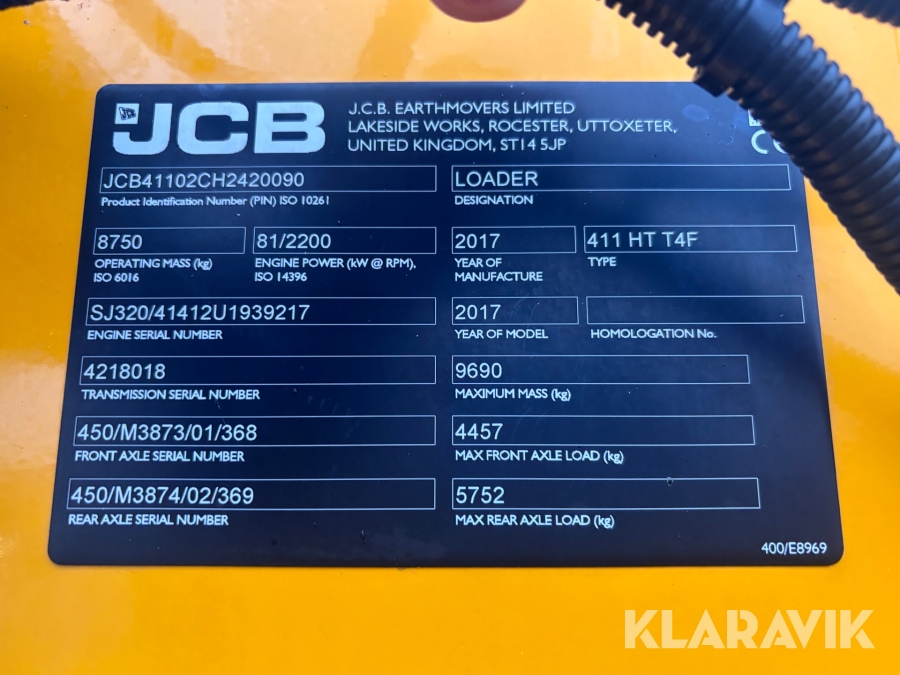 JCB
J.C.B. EARTHMOVERS LIMITED
LAKESIDE WORKS, ROCESTER, UTTOXETER,
UNITED KINGDOM, ST14 5JP
CE
JCB41102CH2420090
Product Identification Number (PIN) ISO 10261
LOADER
DESIGNATION
8750
OPERATING MASS (kg)
ISO 6016
81/2200
ENGINE POWER (kW @ RPM),
ISO 14396
2017
YEAR OF
MANUFACTURE
411 HT T4F
TYPE
SJ320/41412U1939217
ENGINE SERIAL NUMBER
2017
YEAR OF MODEL
HOMOLOGATION No.
4218018
TRANSMISSION SERIAL NUMBER
9690
MAXIMUM MASS (kg)
450/M3873/01/368
FRONT AXLE SERIAL NUMBER
4457
MAX FRONT AXLE LOAD (kg)
450/M3874/02/369
REAR AXLE SERIAL NUMBER
5752
MAX REAR AXLE LOAD (kg)
400/E8969
KLARAVIK